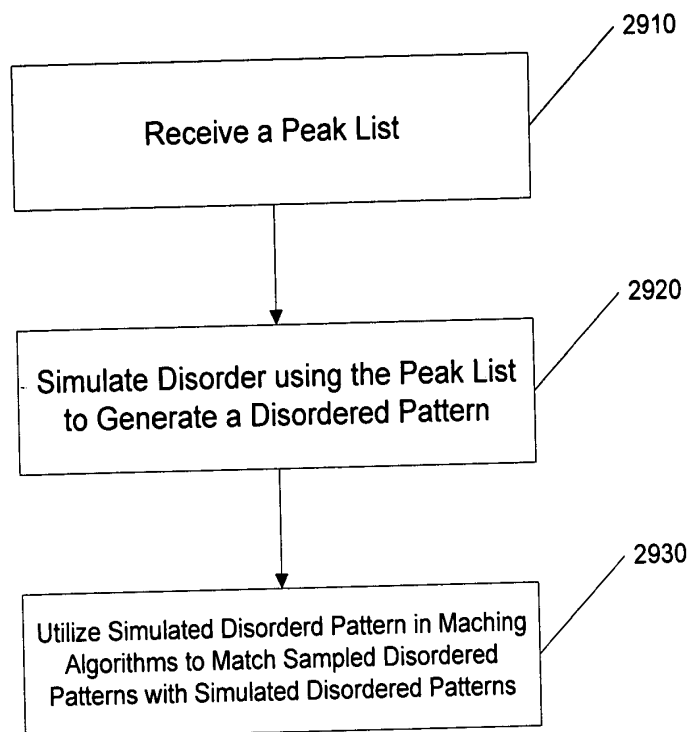 2910
Receive a Peak List
2920
Simulate Disorder using the Peak List
to Generate a Disordered Pattern
2930
Utilize Simulated Disorderd Pattern in Maching
Algorithms to Match Sampled Disordered
Patterns with Simulated Disordered Patterns